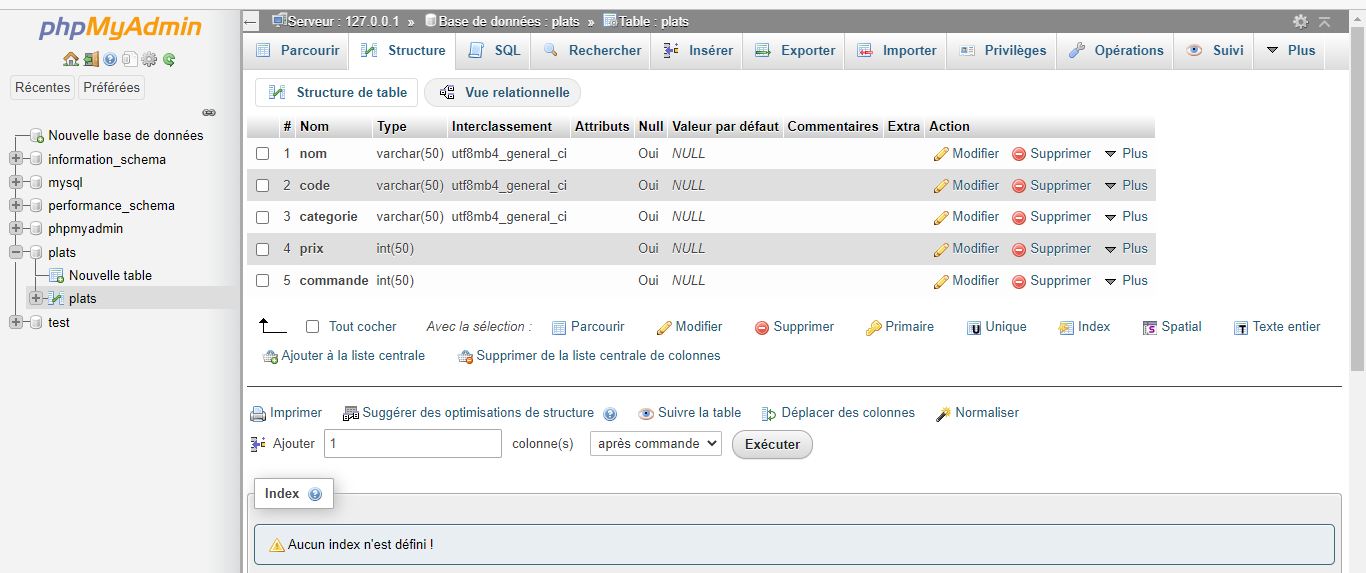 phpMyAdmin
Récentes Préférées
Nouvelle base de données
information_schema
mysql
performance_schema
phpmyadmin
plats
Nouvelle table
plats
test
Serveur : 127.0.0.1 » Base de données : plats » Table : plats
Parcourir Structure SQL Rechercher Insérer Exporter Importer Privilèges Opérations Suivi Plus
Structure de table Vue relationnelle
# Nom Type Interclassement Attributs Null Valeur par défaut Commentaires Extra Action
1 nom varchar(50) utf8mb4_general_ci Oui NULL Modifier Supprimer Plus
2 code varchar(50) utf8mb4_general_ci Oui NULL Modifier Supprimer Plus
3 categorie varchar(50) utf8mb4_general_ci Oui NULL Modifier Supprimer Plus
4 prix int(50) Oui NULL Modifier Supprimer Plus
5 commande int(50) Oui NULL Modifier Supprimer Plus
Tout cocher Avec la sélection : Parcourir Modifier Supprimer Primaire Unique Index Spatial Texte entier
Ajouter à la liste centrale Supprimer de la liste centrale de colonnes
Imprimer Suggérer des optimisations de structure Suivre la table Déplacer des colonnes Normaliser
Ajouter 1 colonne(s) après commande Exécuter
Index
Aucun index n'est défini !